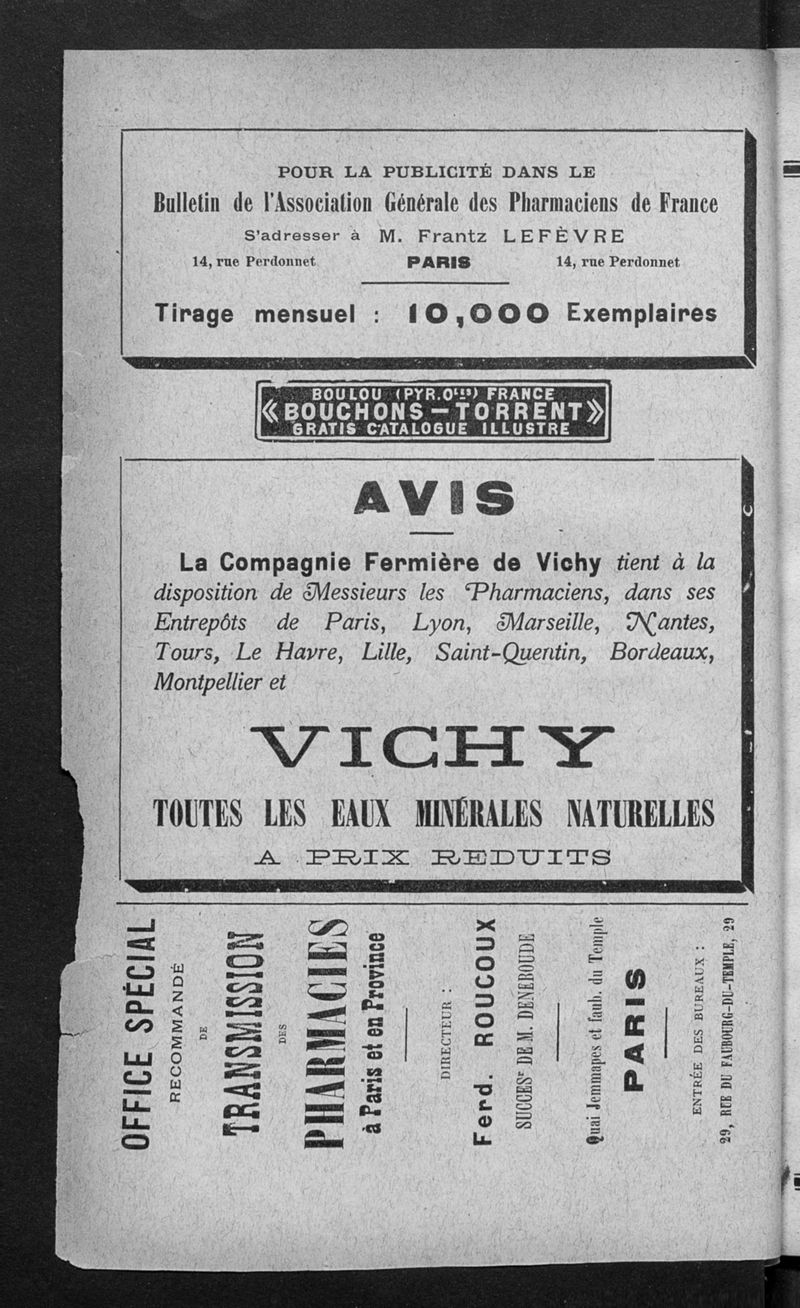 POUR LA PUBLICITÉ DANS LE
Bulletin de l'Association Générale des Pharmaciens de France
S'adresser à M. Frantz LEFÈVRE
14, rue Perdonnet PARIS 14, rue Perdonnet
Tirage mensuel : 10,000 Exemplaires
BOULOU (PYR.Oles) FRANCE
« BOUCHONS - TORRENT »
GRATIS CATALOGUE ILLUSTRE
AVIS
La Compagnie Fermière de Vichy tient à la
disposition de Messieurs les Pharmaciens, dans ses
Entrepôts de Paris, Lyon, Marseille, Nantes,
Tours, Le Havre, Lille, Saint-Quentin, Bordeaux,
Montpellier et
VICHY
TOUTES LES EAUX MINÉRALES NATURELLES
A PRIX REDUITS
OFFICE SPÉCIAL
RECOMMANDÉ
DE
TRANSMISSION
DES
PHARMACIES
à Paris et en Province
DIRECTEUR :
Ferd. ROUCOUX
SUCCESr DE M. DENEBOUDE
Quai Jemmapes et faub. du Temple
PARIS
ENTRÉE DES BUREAUX :
29, RUE DU FAUBOURG-DU-TEMPLE, 29